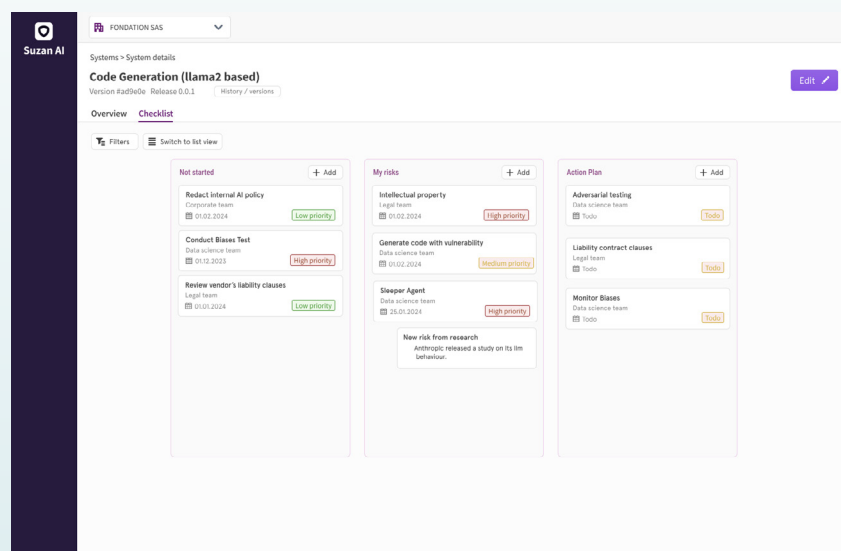 Suzan AI
FONDATION SAS
Systems > System details
Code Generation (llama2 based)
Version #ad9e0e Release 0.0.1 History / versions
Edit
Overview Checklist
Filters Switch to list view
Not started + Add
Redact internal AI policy
Corporate team
01.02.2024 Low priority
Conduct Biases Test
Data science team
01.12.2023 High priority
Review vendor's liability clauses
Legal team
01.01.2024 Low priority
My risks + Add
Intellectual property
Legal team
01.02.2024 High priority
Generate code with vulnerability
Data science team
01.02.2024 Medium priority
Sleeper Agent
Data science team
25.01.2024 High priority
New risk from research
Anthropic released a study on its llm
behaviour.
Action Plan + Add
Adversarial testing
Data science team
Todo Todo
Liability contract clauses
Legal team
Todo Todo
Monitor Biases
Data science team
Todo Todo